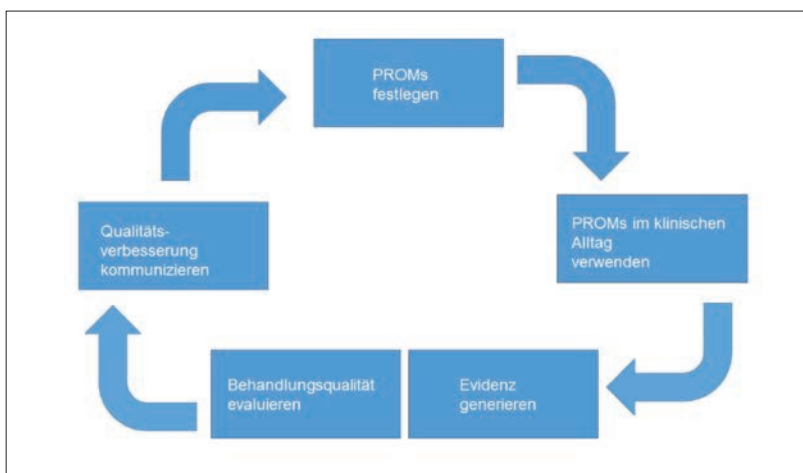 PROMs
festlegen
PROMs im klinischen
Alltag
verwenden
Evidenz
generieren
Behandlungsqualität
evaluieren
Qualitäts-
verbesserung
kommunizieren